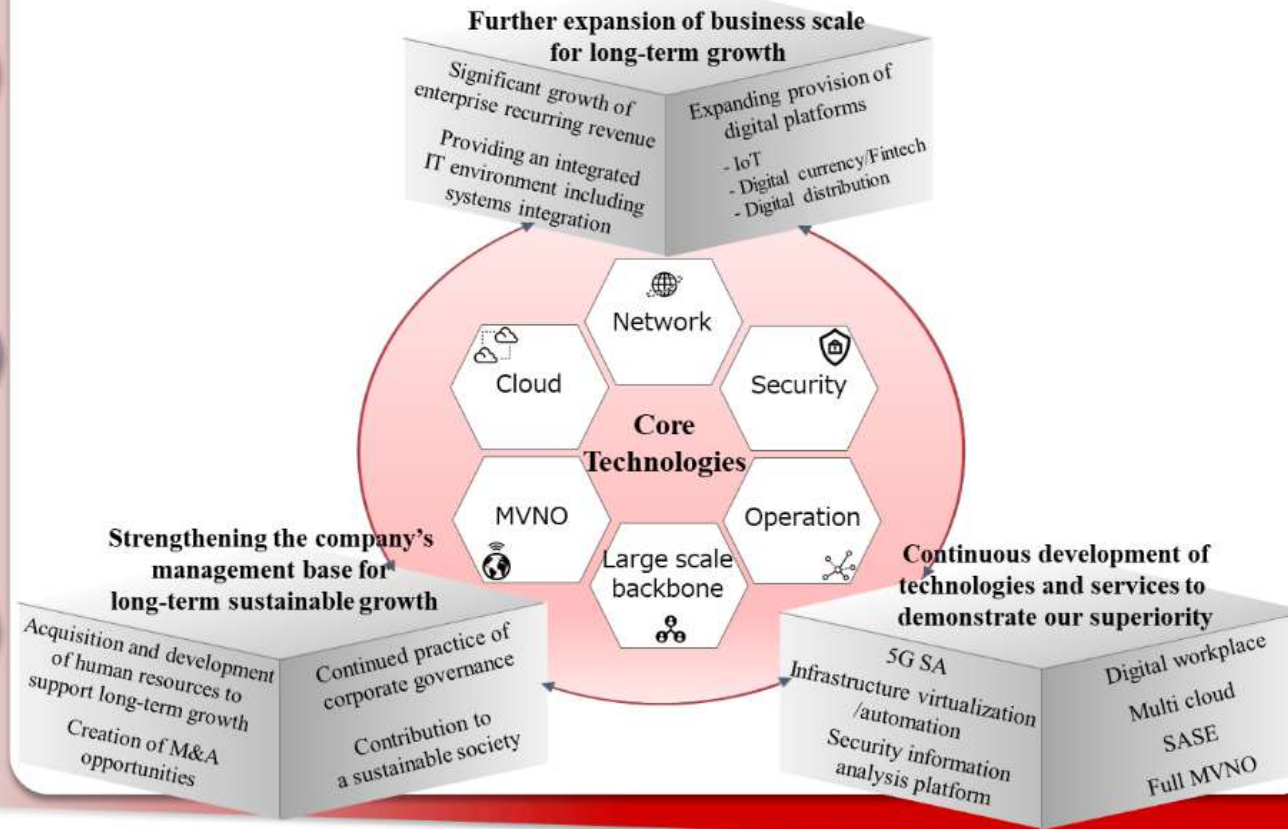 Further expansion of business scale
for long-term growth
Significant growth of
enterprise recurring revenue
Providing an integrated
IT environment including
systems integration
Expanding provision of
digital platforms
- IoT
- Digital currency/Fintech
- Digital distribution
Network
Cloud
Security
Core
Technologies
MVNO
Operation
Large scale
backbone
Strengthening the company's
management base for
long-term sustainable growth
Acquisition and development
of human resources to
support long-term growth
Creation of M&A
opportunities
Continued practice of
corporate governance
Contribution to
a sustainable society
Continuous development of
technologies and services to
demonstrate our superiority
5G SA
Infrastructure virtualization
/automation
Security information
analysis platform
Digital workplace
Multi cloud
SASE
Full MVNO